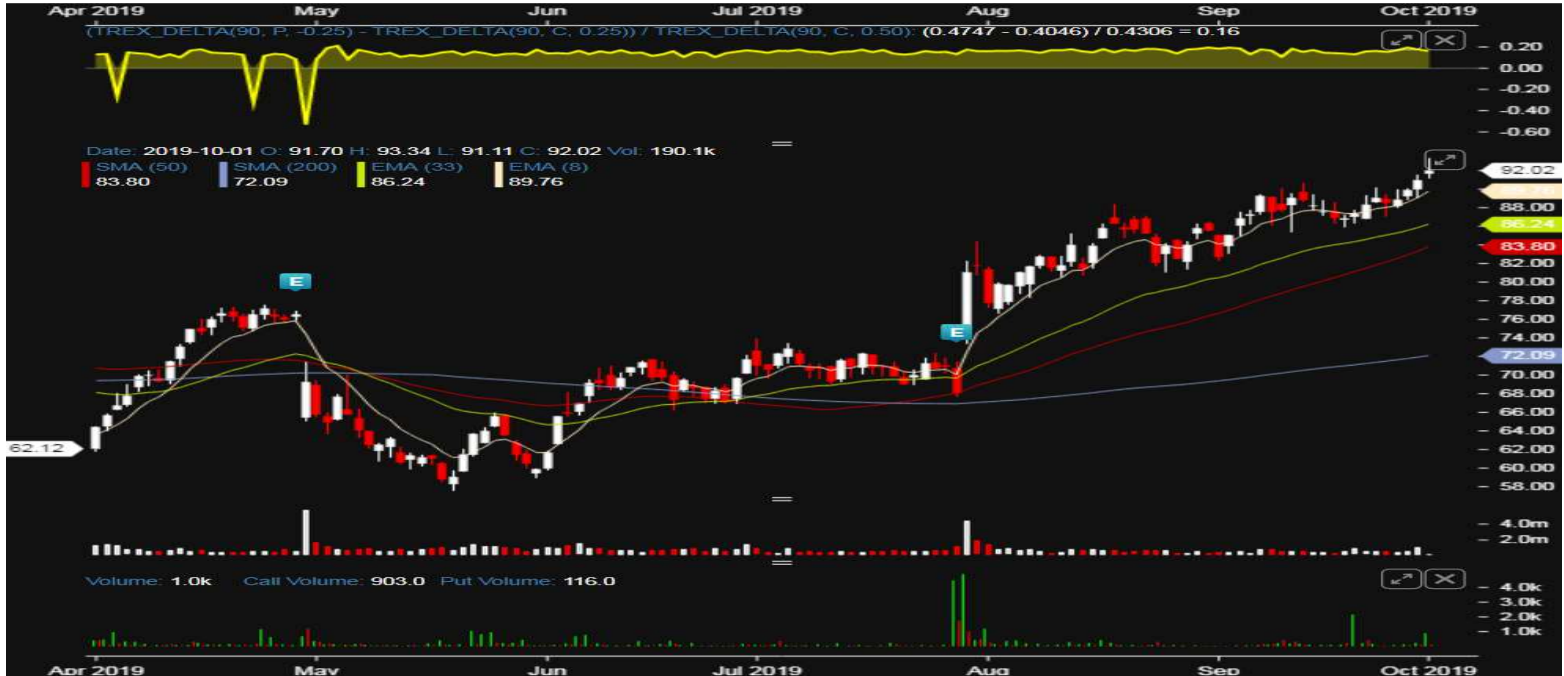 Apr 2019 May Jun Jul 2019 Aug Sep Oct 2019
(TREX_DELTA(90, P, -0.25) - TREX_DELTA(90, C, 0.25)) / TREX_DELTA(90, C, 0.50): (0.4747 - 0.4046) / 0.4306 = 0.16
0.20
0.00
-0.20
-0.40
-0.60
Date: 2019-10-01 O: 91.70 H: 93.34 L: 91.11 C: 92.02 Vol: 190.1k
SMA (50) SMA (200) EMA (33) EMA (8)
83.80 72.09 86.24 89.76
92.02
89.76
88.00
86.24
83.80
82.00
80.00
78.00
76.00
E
74.00
E
72.09
70.00
68.00
66.00
64.00
62.12
62.00
60.00
58.00
4.0m
2.0m
Volume: 1.0k Call Volume: 903.0 Put Volume: 116.0
4.0k
3.0k
2.0k
1.0k
Apr 2019 May Jun Jul 2019 Aug Sep Oct 2019